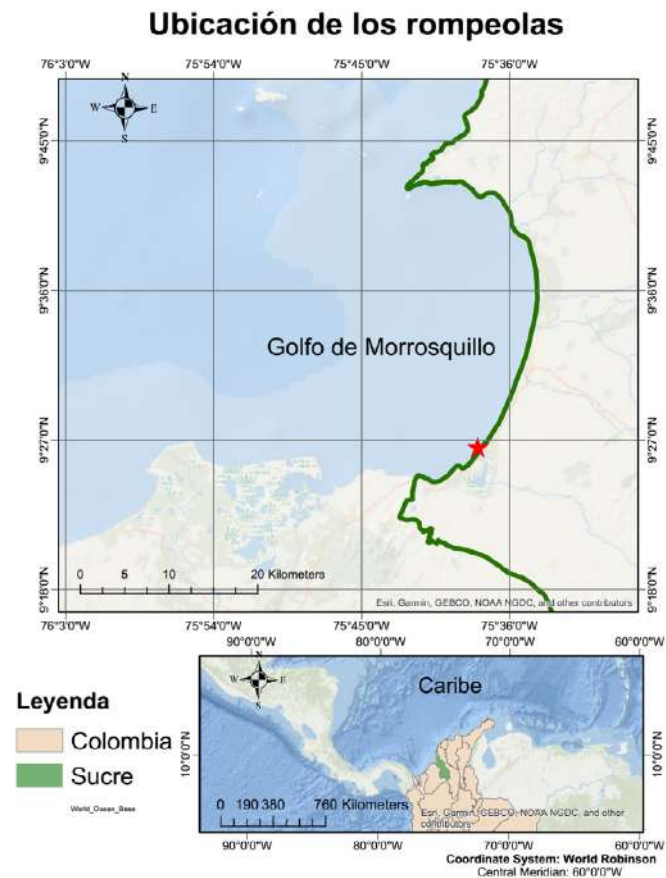 Ubicación de los rompeolas
76°3'0"W 75°54'0"W 75°45'0"W 75°36'0"W
N
W E
S
9°45'0"N 9°45'0"N
9°36'0"N 9°36'0"N
Golfo de Morrosquillo
9°27'0"N 9°27'0"N
0 5 10 20 Kilometers
9°18'0"N 9°18'0"N
Esri, Garmin, GEBCO, NOAA NGDC, and other contributors
76°3'0"W 75°54'0"W 75°45'0"W 75°36'0"W
90°0'0"W 80°0'0"W 70°0'0"W 60°0'0"W
N
W E
S
Caribe
Leyenda
Colombia
Sucre
World_Ocean_Base
10°0'0"N 10°0'0"N
0 190 380 760 Kilometers
Esri, Garmin, GEBCO, NOAA NGDC, and other
contributors
90°0'0"W 80°0'0"W 70°0'0"W 60°0'0"W
Coordinate System: World Robinson
Central Meridian: 60°0'0"W